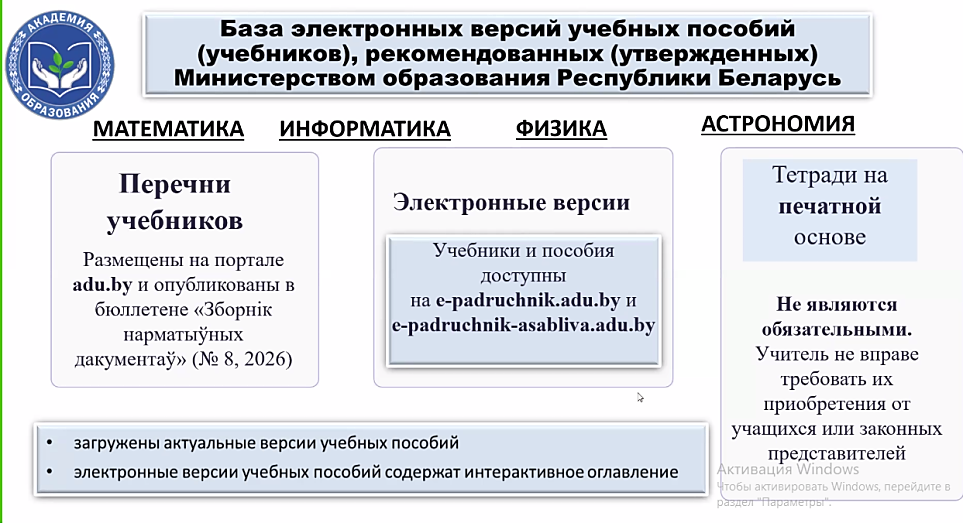 АКАДЕМИЯ
ОБРАЗОВАНИЯ
База электронных версий учебных пособий
(учебников), рекомендованных (утвержденных)
Министерством образования Республики Беларусь
МАТЕМАТИКА
ИНФОРМАТИКА
ФИЗИКА
АСТРОНОМИЯ
Перечни
учебников
Размещены на портале
adu.by и опубликованы в
бюллетене «Зборнік
нарматыўных
дакументаў» (№ 8, 2026)
Электронные версии
Учебники и пособия
доступны
на e-padruchnik.adu.by и
e-padruchnik-asabliva.adu.by
Тетради на
печатной
основе
Не являются
обязательными.
Учитель не вправе
требовать их
приобретения от
учащихся или законных
представителей
• загружены актуальные версии учебных пособий
• электронные версии учебных пособий содержат интерактивное оглавление
Активация Windows
Чтобы активировать Windows, перейдите в
раздел "Параметры".